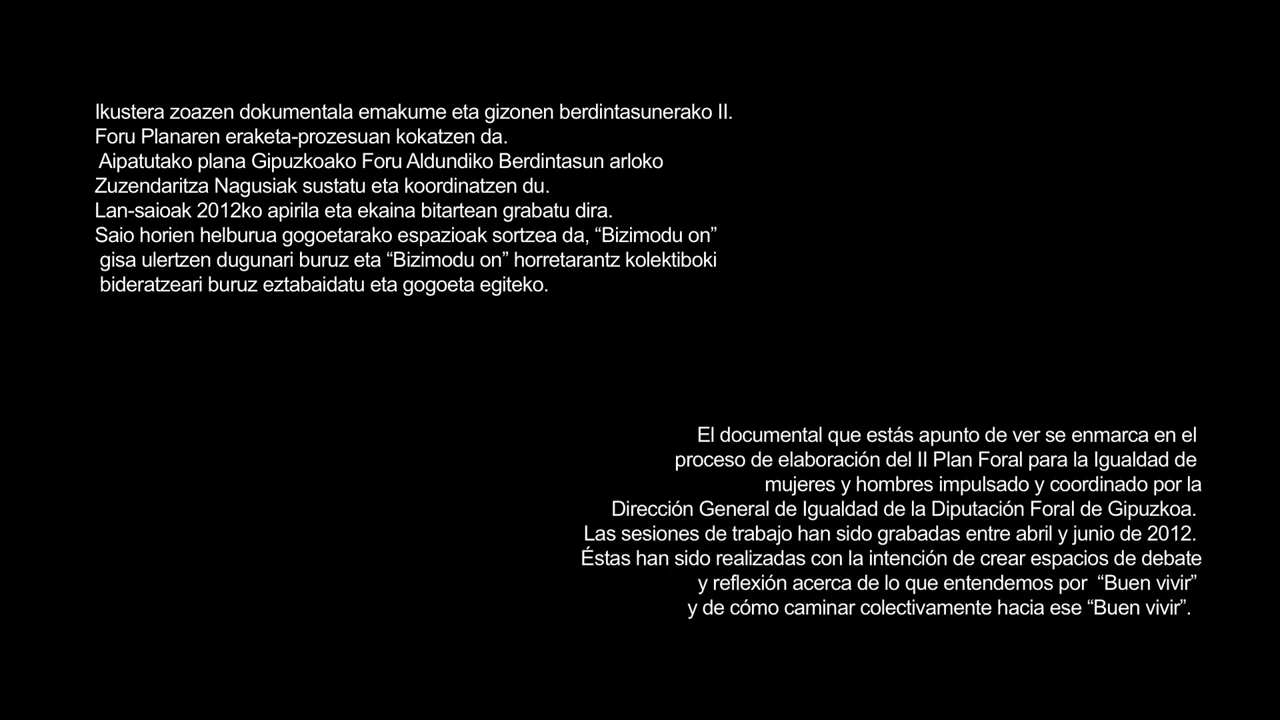 Ikustera zoazen dokumentala emakume eta gizonen berdintasunerako II.
Foru Planaren eraketa-prozesuan kokatzen da.
Aipatutako plana Gipuzkoako Foru Aldundiko Berdintasun arloko
Zuzendaritza Nagusiak sustatu eta koordinatzen du.
Lan-saioak 2012ko apirila eta ekaina bitartean grabatu dira.
Saio horien helburua gogoetarako espazioak sortzea da, “Bizimodu on”
gisa ulertzen dugunari buruz eta “Bizimodu on” horretarantz kolektiboki
bideratzeari buruz eztabaidatu eta gogoeta egiteko.
El documental que estás apunto de ver se enmarca en el
proceso de elaboración del II Plan Foral para la Igualdad de
mujeres y hombres impulsado y coordinado por la
Dirección General de Igualdad de la Diputación Foral de Gipuzkoa.
Las sesiones de trabajo han sido grabadas entre abril y junio de 2012.
Éstas han sido realizadas con la intención de crear espacios de debate
y reflexión acerca de lo que entendemos por “Buen vivir”
y de cómo caminar colectivamente hacia ese “Buen vivir”.